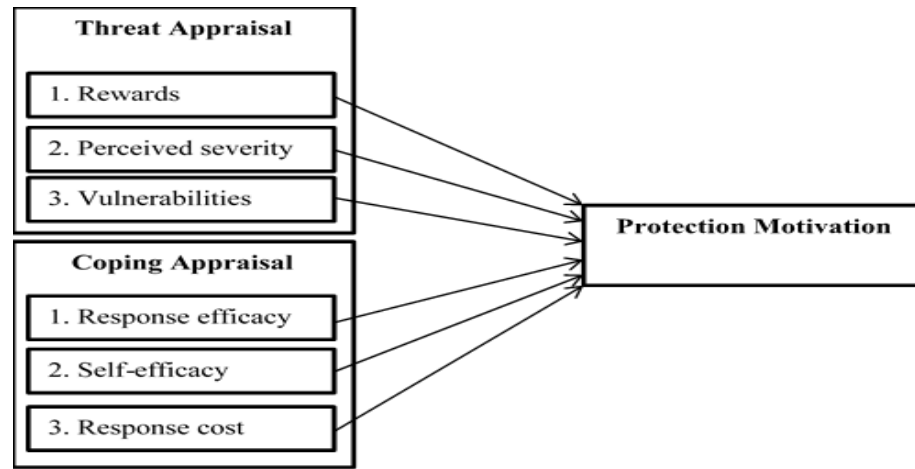 Threat Appraisal
1. Rewards
2. Perceived severity
3. Vulnerabilities
Coping Appraisal
1. Response efficacy
2. Self-efficacy
3. Response cost
Protection Motivation